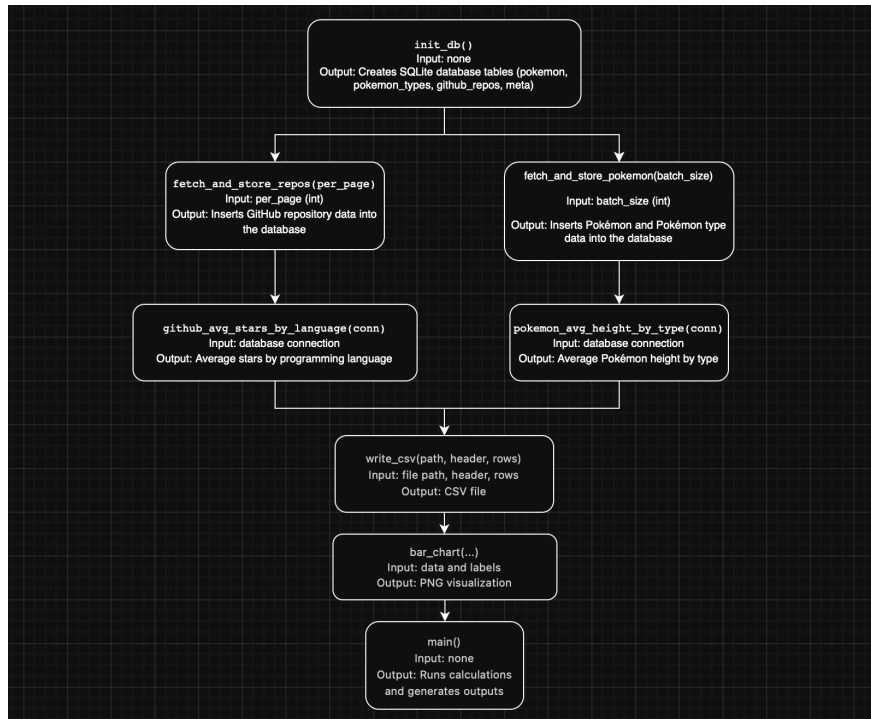 init_db()
Input: none
Output: Creates SQLite database tables (pokemon,
pokemon_types, github_repos, meta)
fetch_and_store_repos(per_page)
Input: per_page (int)
Output: Inserts GitHub repository data into
the database
fetch_and_store_pokemon(batch_size)
Input: batch_size (int)
Output: Inserts Pokémon and Pokémon type
data into the database
github_avg_stars_by_language(conn)
Input: database connection
Output: Average stars by programming language
pokemon_avg_height_by_type(conn)
Input: database connection
Output: Average Pokémon height by type
write_csv(path, header, rows)
Input: file path, header, rows
Output: CSV file
bar_chart(...)
Input: data and labels
Output: PNG visualization
main()
Input: none
Output: Runs calculations
and generates outputs